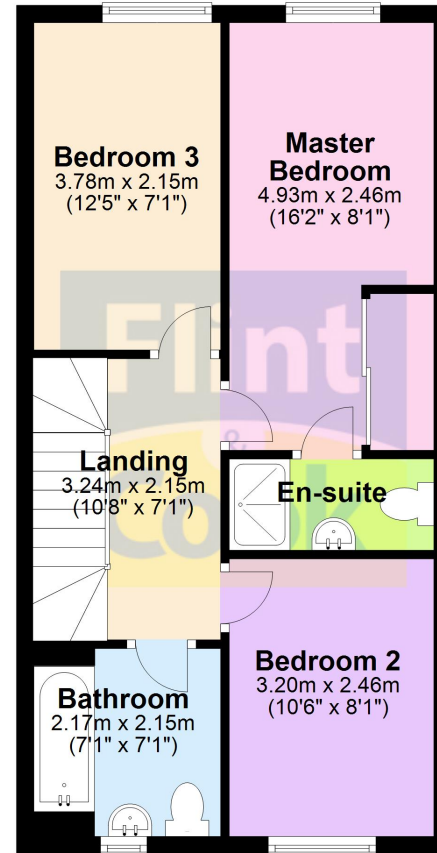 Bedroom 3
3.78m x 2.15m
(12'5" x 7'1")
Master
Bedroom
4.93m x 2.46m
(16'2" x 8'1")
Flint
&
Cook
Landing
3.24m x 2.15m
(10'8" x 7'1")
En-suite
Bedroom 2
3.20m x 2.46m
(10'6" x 8'1")
Bathroom
2.17m x 2.15m
(7'1" x 7'1")